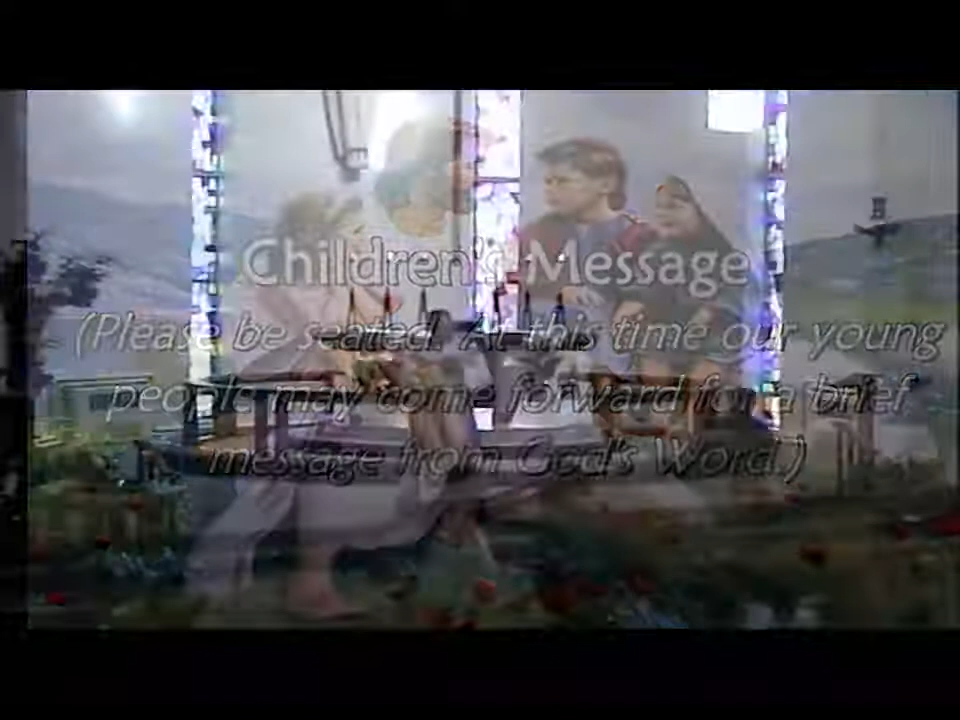 Children's Message
(Please be seated. At this time our young
people may come forward for a brief
message from God's Word.)